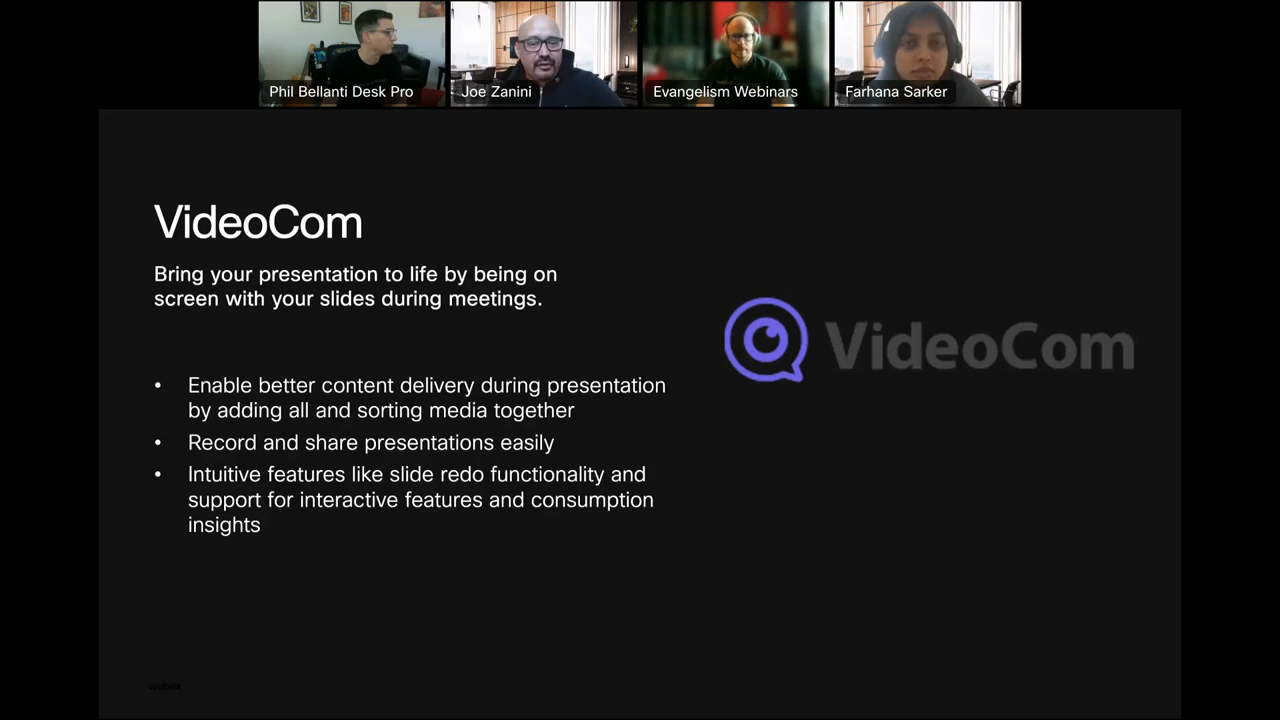 Phil Bellanti Desk Pro
Joe Zanini
Evangelism Webinars
Farhana Sarker
VideoCom
Bring your presentation to life by being on
screen with your slides during meetings.
VideoCom
• Enable better content delivery during presentation
by adding all and sorting media together
• Record and share presentations easily
• Intuitive features like slide redo functionality and
support for interactive features and consumption
insights
webex